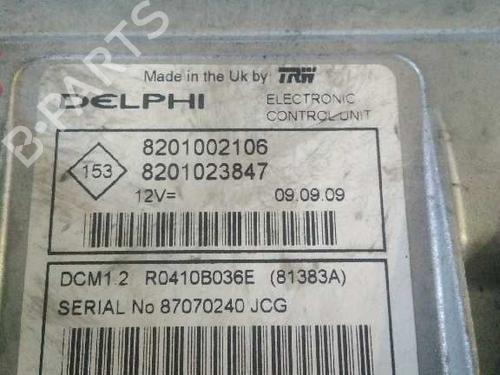 Made in the Uk by TRW
DELPHI
ELECTRONIC
CONTROL UNIT
8201002106
153
8201023847
12V=
09.09.09
DCM1.2 R0410B036E (81383A)
SERIAL No 87070240 JCG
B-PARTS